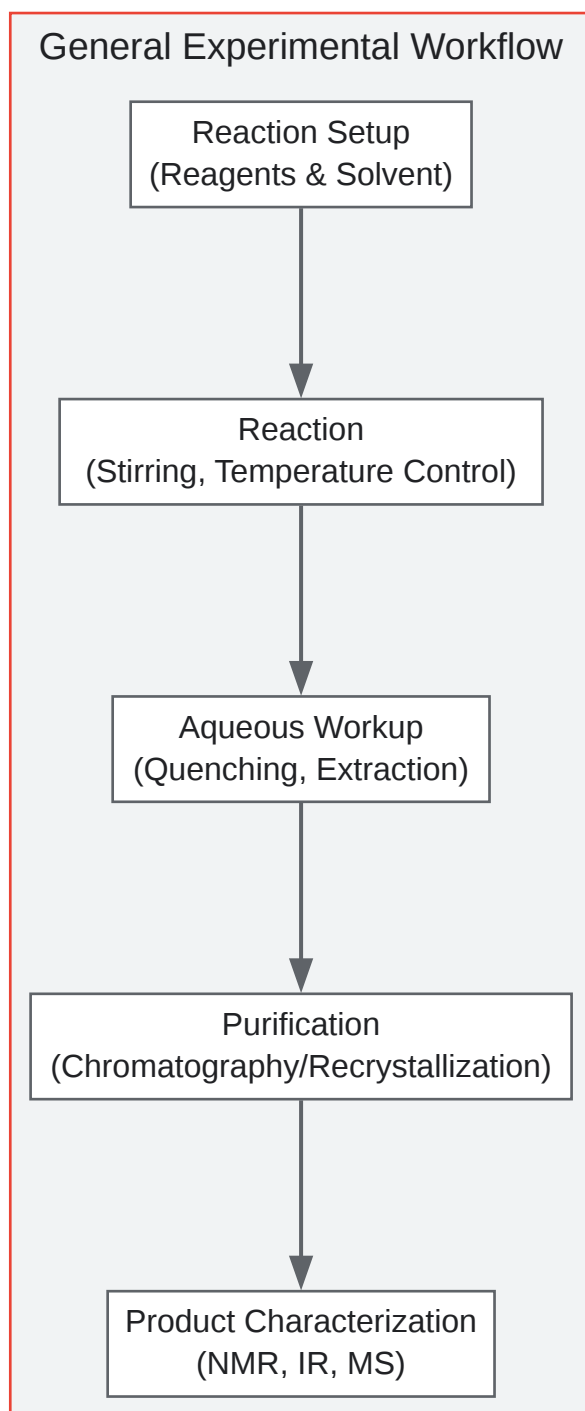 General Experimental Workflow
Reaction Setup
(Reagents & Solvent)
Reaction
(Stirring, Temperature Control)
Aqueous Workup
(Quenching, Extraction)
Purification
(Chromatography/Recrystallization)
Product Characterization
(NMR, IR, MS)